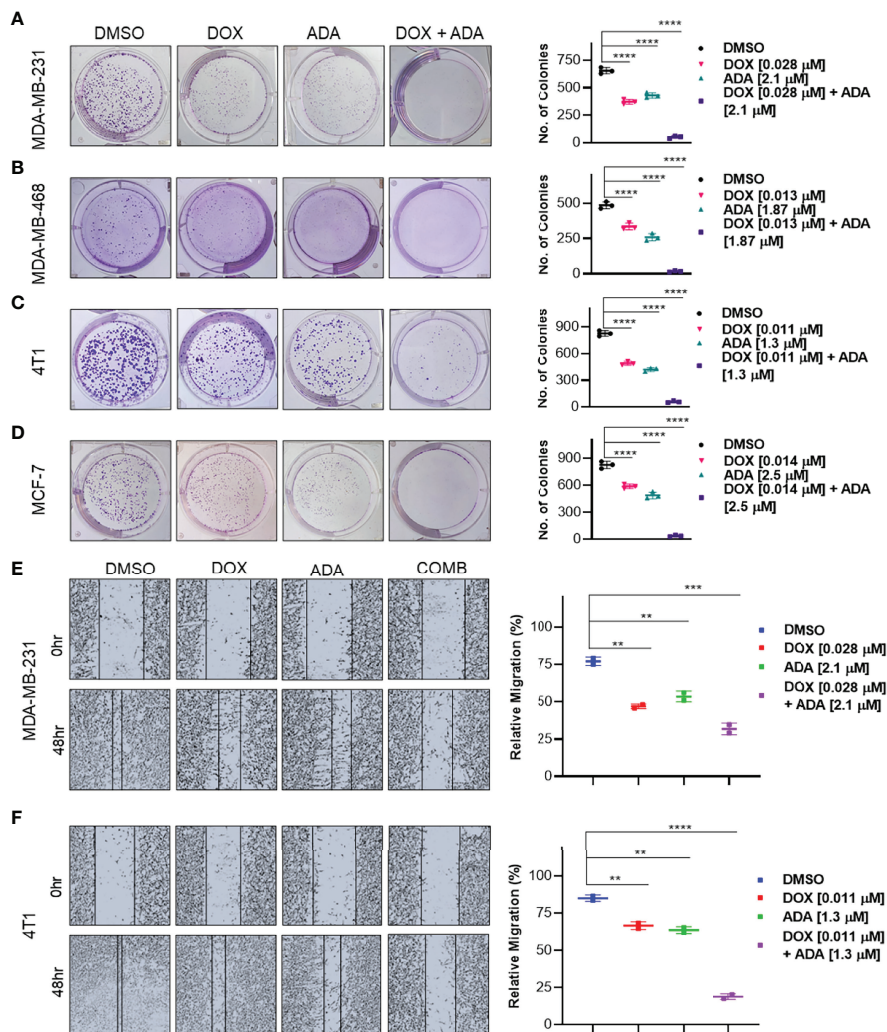 A
DMSO
DOX
ADA
DOX + ADA
MDA-MB-231
No. of Colonies
750
500
250
0
****
****
****
DMSO
DOX [0.028 μM]
ADA [2.1 μM]
DOX [0.028 μM] + ADA
[2.1 μM]
B
MDA-MB-468
No. of Colonies
500
250
0
****
****
****
DMSO
DOX [0.013 μM]
ADA [1.87 μM]
DOX [0.013 μM] + ADA
[1.87 μM]
C
4T1
No. of Colonies
900
600
300
0
****
****
****
DMSO
DOX [0.011 μM]
ADA [1.3 μM]
DOX [0.011 μM] + ADA
[1.3 μM]
D
MCF-7
No. of Colonies
900
600
300
0
****
****
****
DMSO
DOX [0.014 μM]
ADA [2.5 μM]
DOX [0.014 μM] + ADA
[2.5 μM]
E
DMSO
DOX
ADA
COMB
MDA-MB-231
0hr
48hr
Relative Migration (%)
100
75
50
25
0
***
**
**
DMSO
DOX [0.028 μM]
ADA [2.1 μM]
DOX [0.028 μM]
+ ADA [2.1 μM]
F
4T1
0hr
48hr
Relative Migration (%)
100
75
50
25
0
****
**
**
DMSO
DOX [0.011 μM]
ADA [1.3 μM]
DOX [0.011 μM]
+ ADA [1.3 μM]